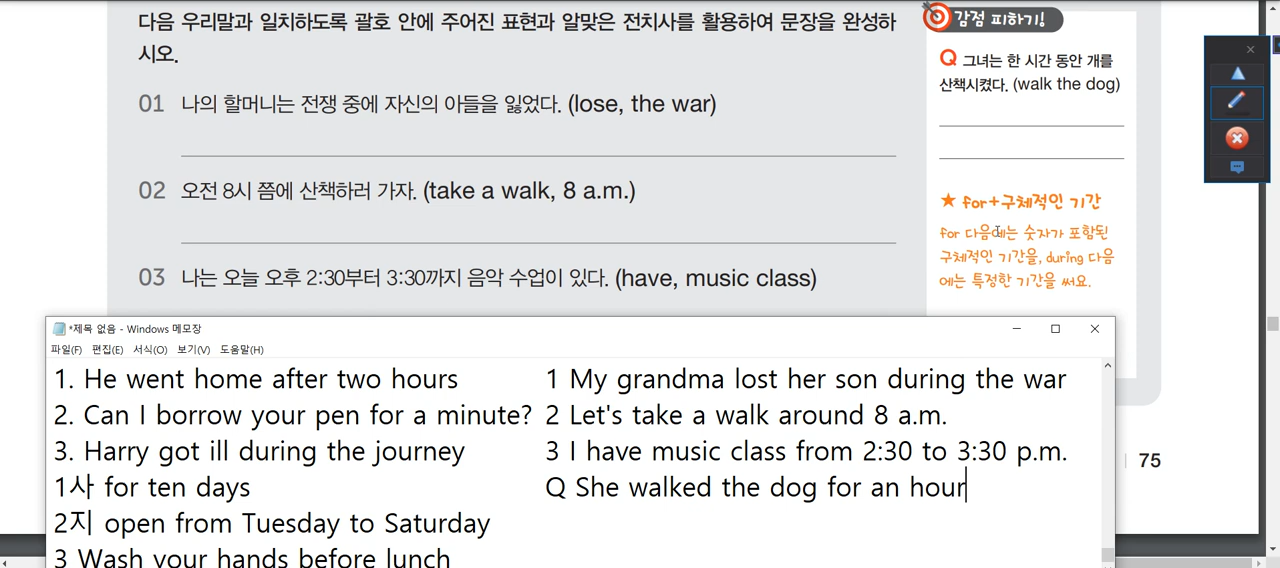 다음 우리말과 일치하도록 괄호 안에 주어진 표현과 알맞은 전치사를 활용하여 문장을 완성하
시오.
01 나의 할머니는 전쟁 중에 자신의 아들을 잃었다. (lose, the war)
02 오전 8시 쯤에 산책하러 가자. (take a walk, 8 a.m.)
03 나는 오늘 오후 2:30부터 3:30까지 음악 수업이 있다. (have, music class)
감점 피하기!
Q 그녀는 한 시간 동안 개를
산책시켰다. (walk the dog)
★ for+구체적인 기간
for 다음에는 숫자가 포함된
구체적인 기간을, during 다음
에는 특정한 기간을 써요.
75
*제목 없음 - Windows 메모장
파일(F) 편집(E) 서식(O) 보기(V) 도움말(H)
1. He went home after two hours
2. Can I borrow your pen for a minute?
3. Harry got ill during the journey
1사 for ten days
2지 open from Tuesday to Saturday
3 Wash your hands before lunch
1 My grandma lost her son during the war
2 Let's take a walk around 8 a.m.
3 I have music class from 2:30 to 3:30 p.m.
Q She walked the dog for an hour